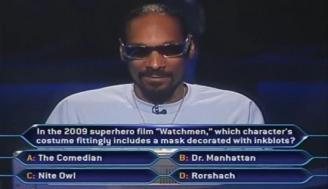 In the 2009 superhero film "Watchmen," which character's
costume fittingly includes a mask decorated with inkblots?
A: The Comedian
B: Dr. Manhattan
C: Nite Owl
D: Rorshach